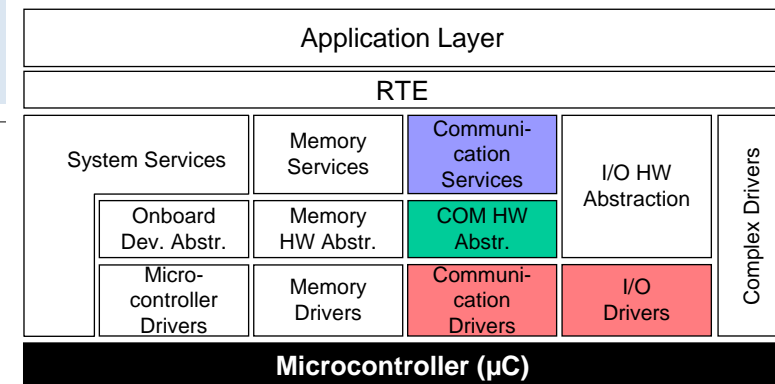 Application Layer
RTE
System Services
Memory
Services
Communi-
cation
Services
I/O HW
Abstraction
Complex Drivers
Onboard
Dev. Abstr.
Memory
HW Abstr.
COM HW
Abstr.
Micro-
controller
Drivers
Memory
Drivers
Communi-
cation
Drivers
I/O
Drivers
Microcontroller (µC)